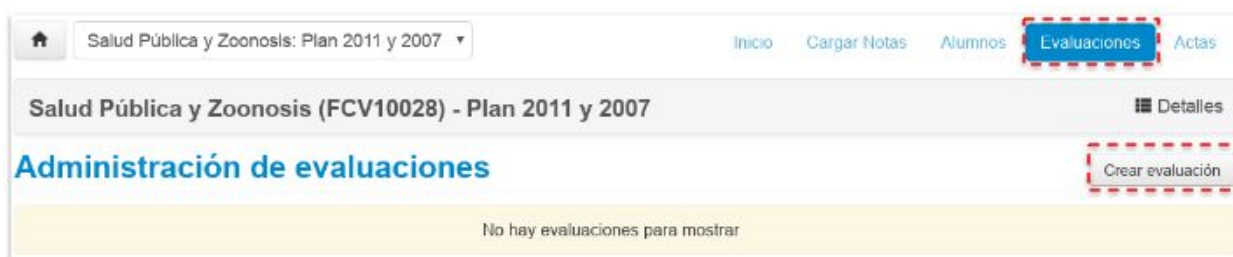 Salud Pública y Zoonosis: Plan 2011 y 2007
Inicio Cargar Notas Alumnos Evaluaciones Actas
Salud Pública y Zoonosis (FCV10028) - Plan 2011 y 2007
Detalles
Administración de evaluaciones
Crear evaluación
No hay evaluaciones para mostrar